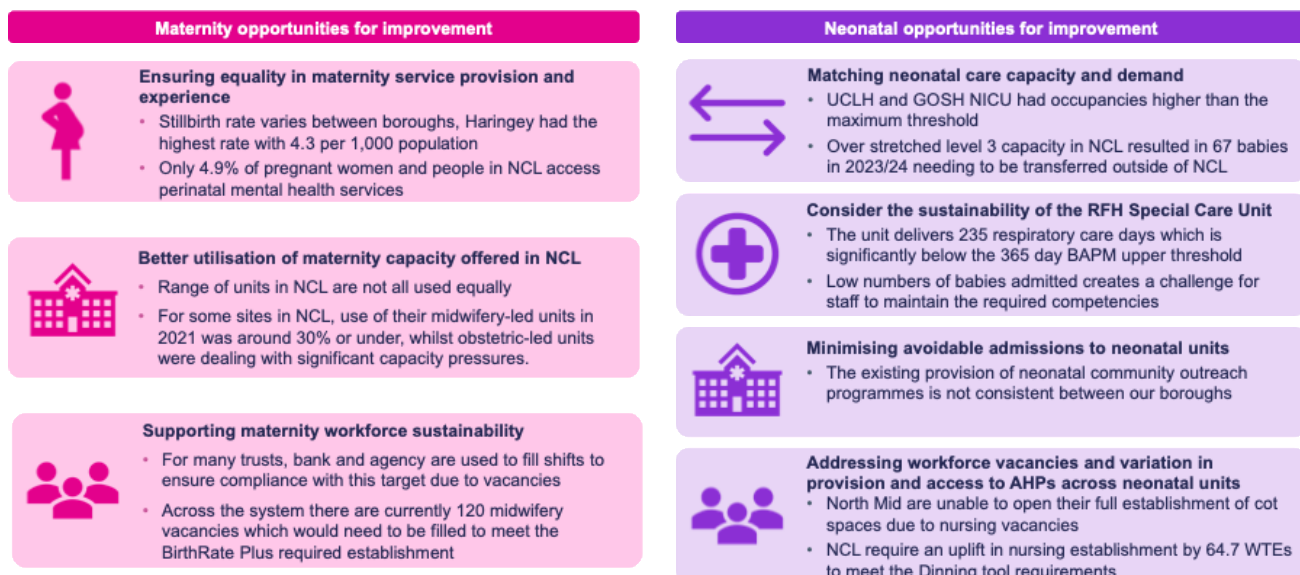 Maternity opportunities for improvement
Ensuring equality in maternity service provision and
experience
• Stillbirth rate varies between boroughs, Haringey had the
highest rate with 4.3 per 1,000 population
• Only 4.9% of pregnant women and people in NCL access
perinatal mental health services
Better utilisation of maternity capacity offered in NCL
• Range of units in NCL are not all used equally
• For some sites in NCL, use of their midwifery-led units in
2021 was around 30% or under, whilst obstetric-led units
were dealing with significant capacity pressures.
Supporting maternity workforce sustainability
• For many trusts, bank and agency are used to fill shifts to
ensure compliance with this target due to vacancies
• Across the system there are currently 120 midwifery
vacancies which would need to be filled to meet the
BirthRate Plus required establishment
Neonatal opportunities for improvement
Matching neonatal care capacity and demand
• UCLH and GOSH NICU had occupancies higher than the
maximum threshold
• Over stretched level 3 capacity in NCL resulted in 67 babies
in 2023/24 needing to be transferred outside of NCL
Consider the sustainability of the RFH Special Care Unit
• The unit delivers 235 respiratory care days which is
significantly below the 365 day BAPM upper threshold
• Low numbers of babies admitted creates a challenge for
staff to maintain the required competencies
Minimising avoidable admissions to neonatal units
• The existing provision of neonatal community outreach
programmes is not consistent between our boroughs
Addressing workforce vacancies and variation in
provision and access to AHPs across neonatal units
• North Mid are unable to open their full establishment of cot
spaces due to nursing vacancies
• NCL require an uplift in nursing establishment by 64.7 WTEs
to meet the Dinning tool requirements